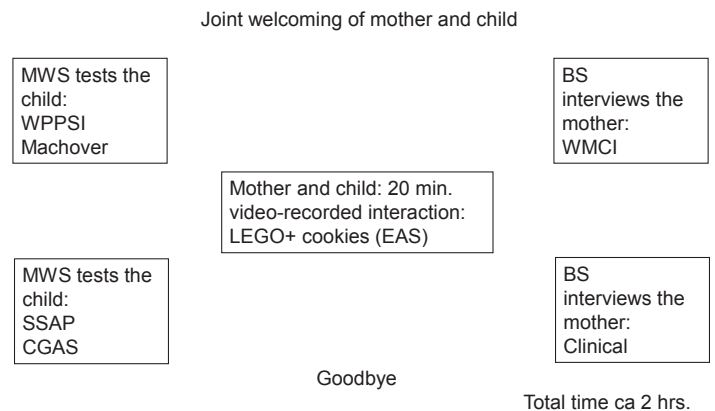 Joint welcoming of mother and child
MWS tests the
child:
WPPSI
Machover
BS
interviews the
mother:
WMCI
Mother and child: 20 min.
video-recorded interaction:
LEGO+ cookies (EAS)
MWS tests the
child:
SSAP
CGAS
BS
interviews the
mother:
Clinical
Goodbye
Total time ca 2 hrs.